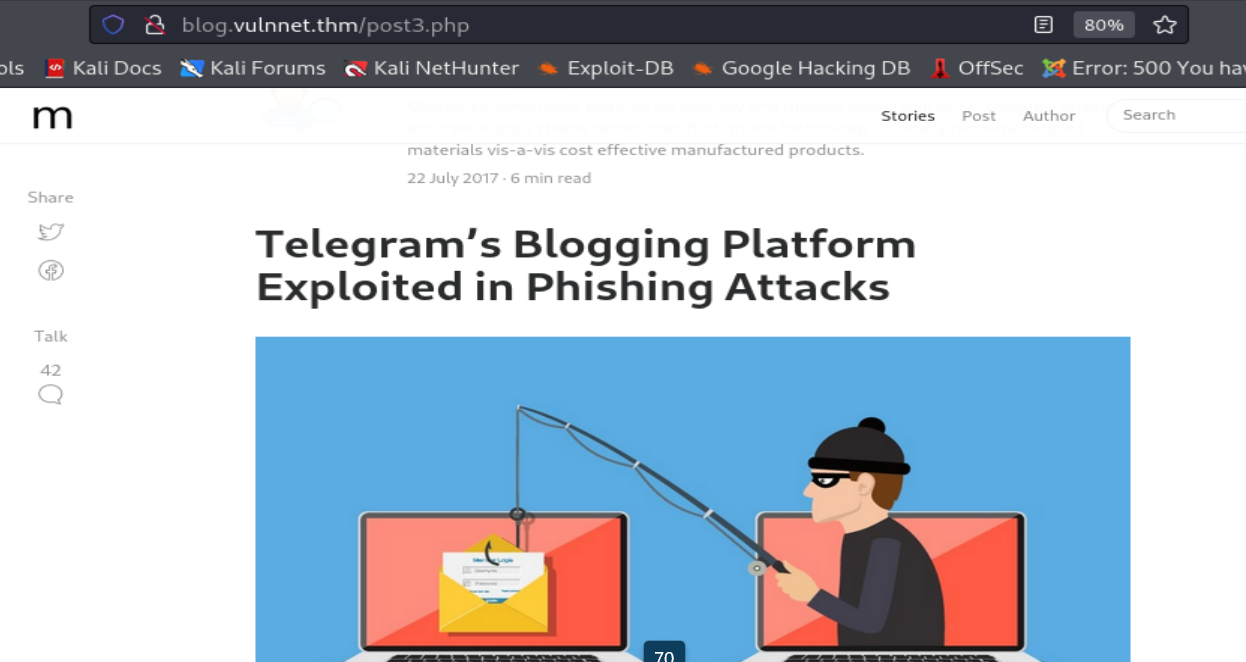 blog.vulnnet.thm/post3.php
80%
ols Kali Docs Kali Forums Kali NetHunter Exploit-DB Google Hacking DB OffSec Error: 500 You hav
m
Stories Post Author Search
materials vis-a-vis cost effective manufactured products.
22 July 2017 · 6 min read
Share
Telegram’s Blogging Platform
Exploited in Phishing Attacks
Talk
42
Username
Password
70